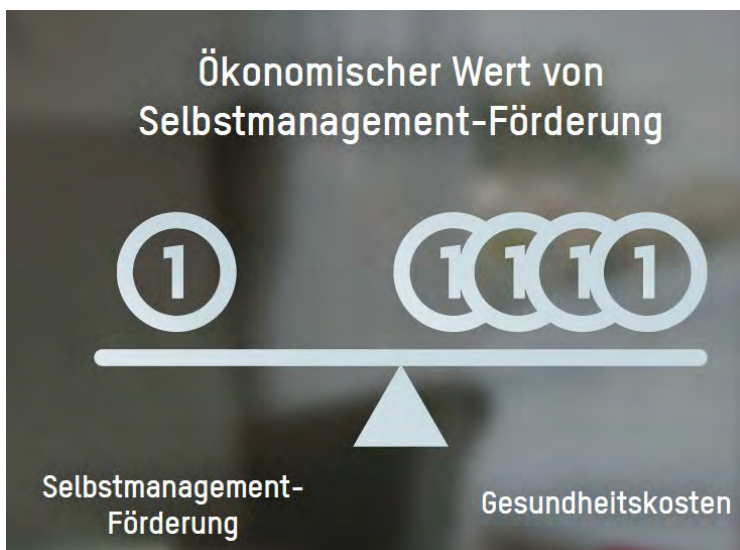 Ökonomischer Wert von
Selbstmanagement-Förderung
1 1 1 1 1
Selbstmanagement-
Förderung
Gesundheitskosten